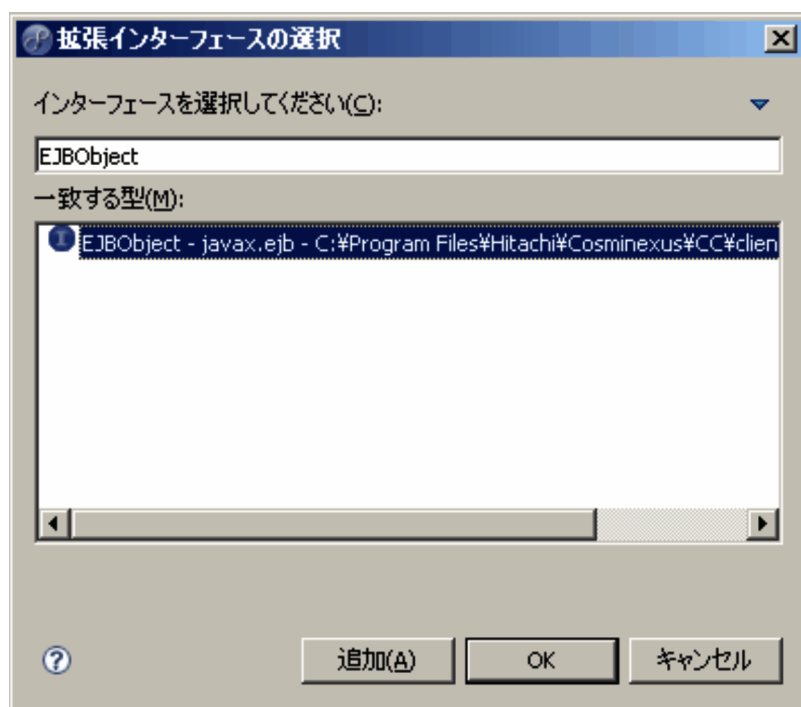 拡張インターフェースの選択
インターフェースを選択してください(C):
EJBObject
一致する型(M):
EJBObject - javax.ejb - C:¥Program Files¥Hitachi¥Cosminexus¥CC¥clien
追加(A) OK キャンセル